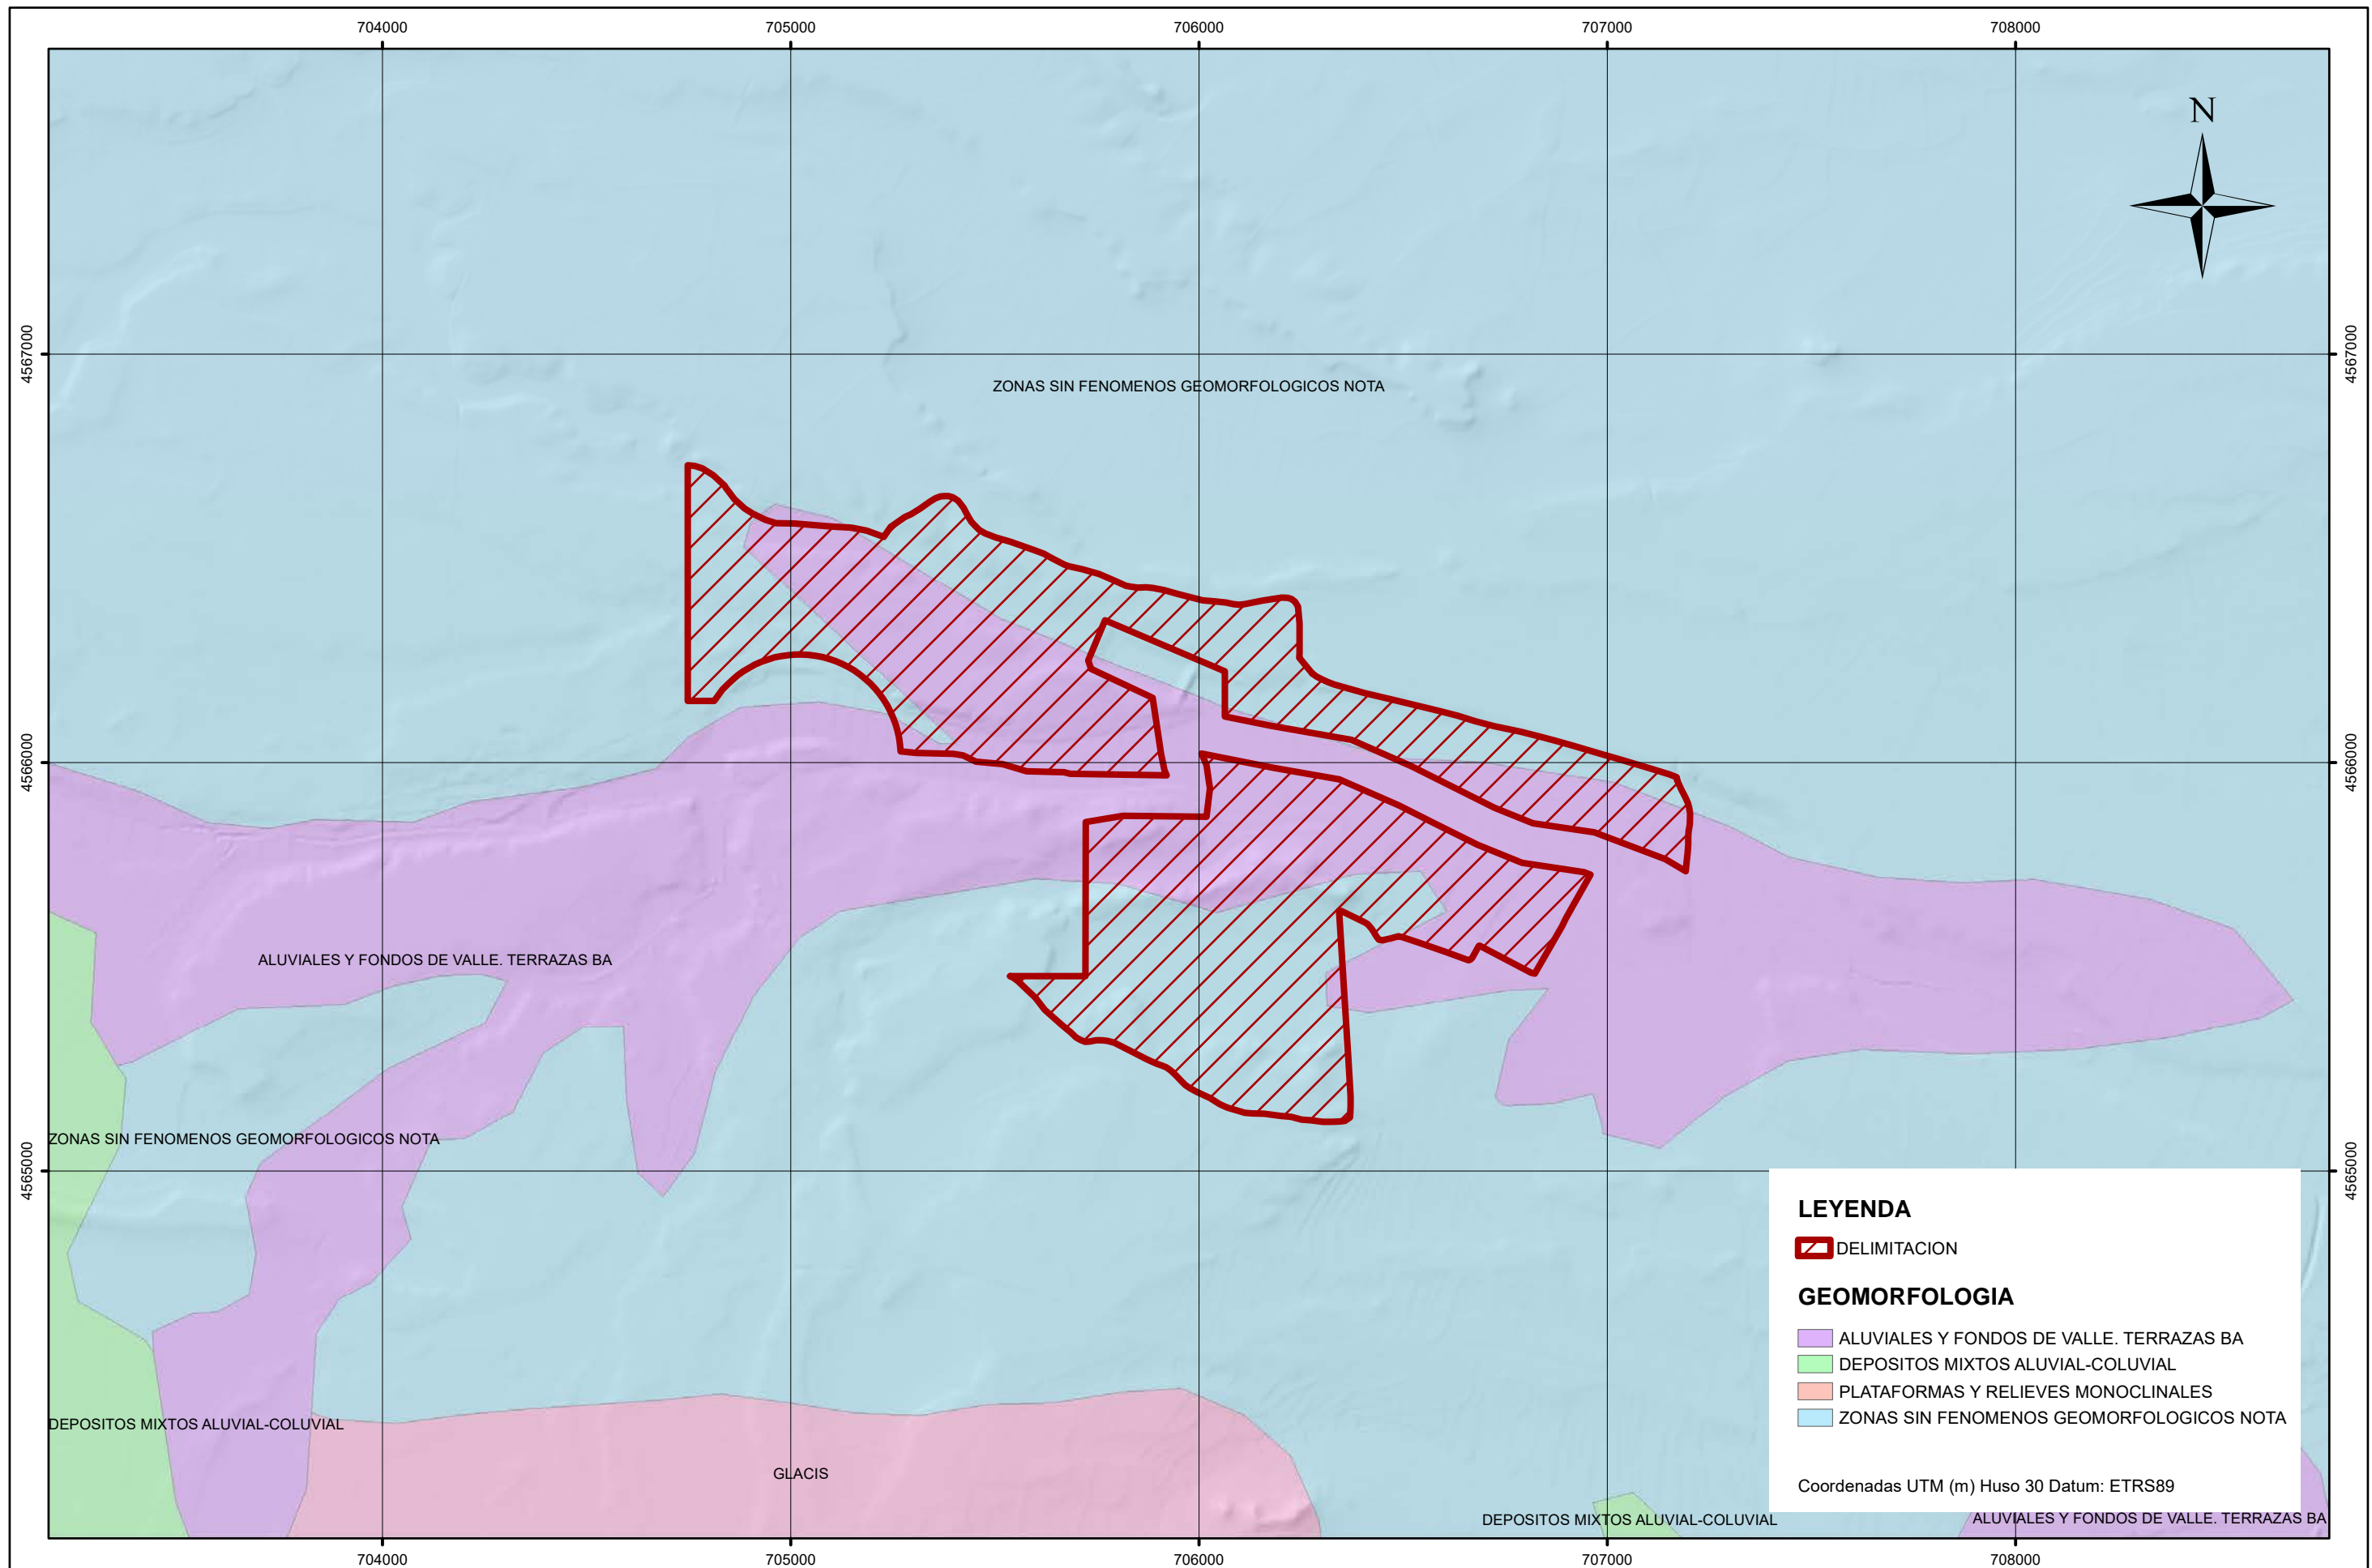 704000 705000 706000 707000 708000
N
4567000 4567000
ZONAS SIN FENOMENOS GEOMORFOLOGICOS NOTA
4566000 4566000
ALUVIALES Y FONDOS DE VALLE. TERRAZAS BA
ZONAS SIN FENOMENOS GEOMORFOLOGICOS NOTA
4565000 4565000
DEPOSITOS MIXTOS ALUVIAL-COLUVIAL
GLACIS
DEPOSITOS MIXTOS ALUVIAL-COLUVIAL
ALUVIALES Y FONDOS DE VALLE. TERRAZAS BA
LEYENDA
DELIMITACION
GEOMORFOLOGIA
ALUVIALES Y FONDOS DE VALLE. TERRAZAS BA
DEPOSITOS MIXTOS ALUVIAL-COLUVIAL
PLATAFORMAS Y RELIEVES MONOCLINALES
ZONAS SIN FENOMENOS GEOMORFOLOGICOS NOTA
Coordenadas UTM (m) Huso 30 Datum: ETRS89
704000 705000 706000 707000 708000